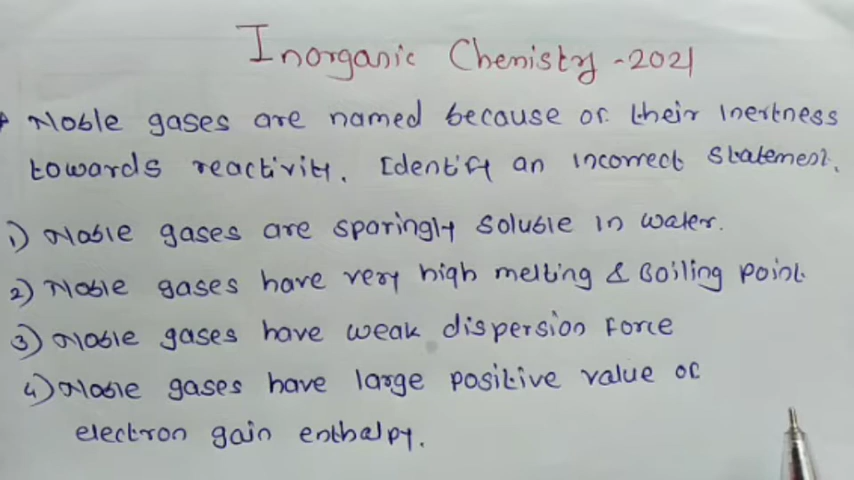 Inorganic Chemistry - 2021
* Noble gases are named because of their inertness
towards reactivity. Identify an incorrect statement.
1) Noble gases are sparingly soluble in water.
2) Noble gases have very high melting & Boiling point
3) Noble gases have weak dispersion force
4) Noble gases have large positive value of
electron gain enthalpy.